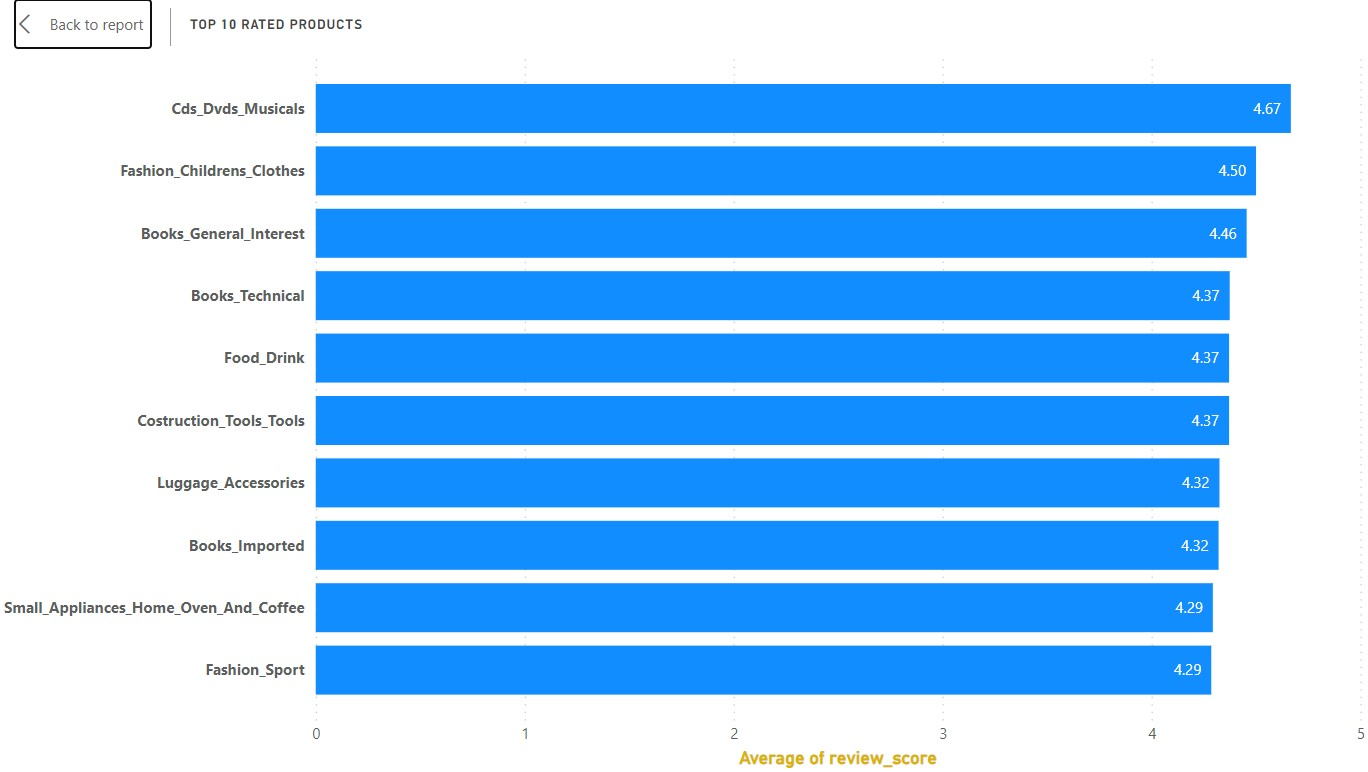 Back to report
TOP 10 RATED PRODUCTS
Cds_Dvds_Musicals 4.67
Fashion_Childrens_Clothes 4.50
Books_General_Interest 4.46
Books_Technical 4.37
Food_Drink 4.37
Costruction_Tools_Tools 4.37
Luggage_Accessories 4.32
Books_Imported 4.32
Small_Appliances_Home_Oven_And_Coffee 4.29
Fashion_Sport 4.29
0 1 2 3 4 5
Average of review_score